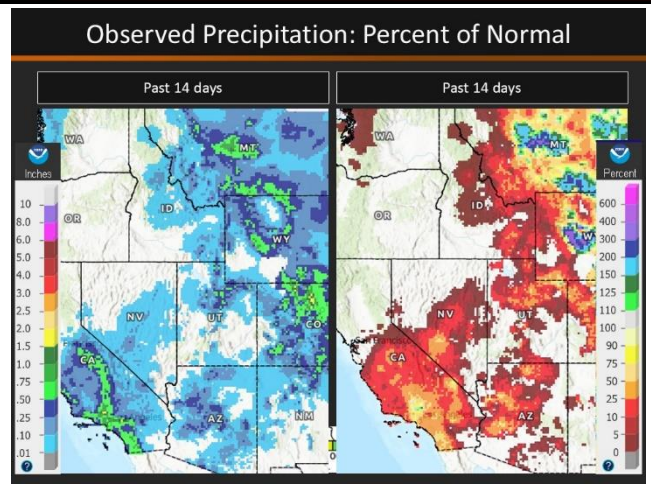 Observed Precipitation: Percent of Normal
Past 14 days
Past 14 days
Inches
10
8.0
6.0
5.0
4.0
3.0
2.5
2.0
1.5
1.0
.75
.50
.25
.10
.01
WA
MT
OR
ID
WY
NV
UT
CO
CA
AZ
NM
WA
MT
OR
ID
W
NV
UT
CA
AZ
Percent
600
400
300
200
150
125
110
100
90
75
50
25
10
5
0